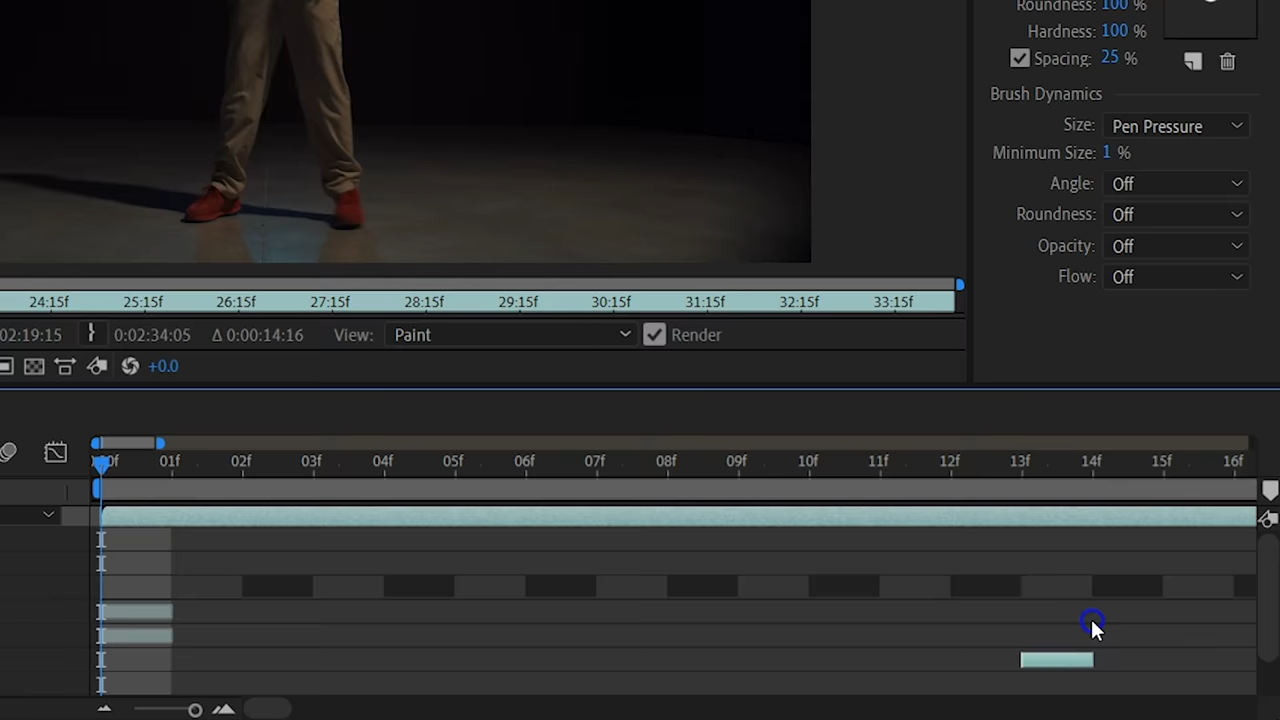 Roundness: 100 %
Hardness: 100 %
Spacing: 25 %
Brush Dynamics
Size: Pen Pressure
Minimum Size: 1 %
Angle: Off
Roundness: Off
Opacity: Off
Flow: Off
24:15f 25:15f 26:15f 27:15f 28:15f 29:15f 30:15f 31:15f 32:15f 33:15f
02:19:15 0:02:34:05 Δ 0:00:14:16 View: Paint Render
+0.0
0f 01f 02f 03f 04f 05f 06f 07f 08f 09f 10f 11f 12f 13f 14f 15f 16f